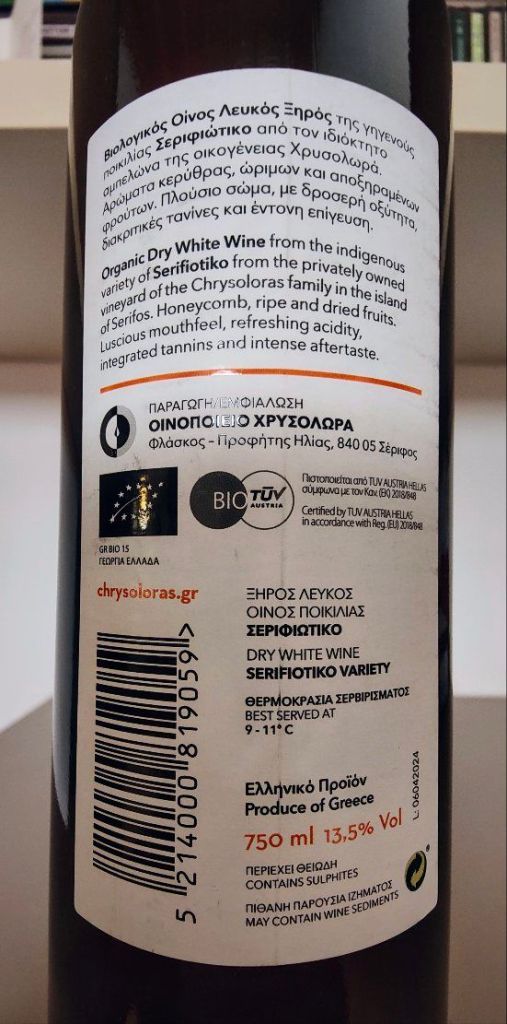 Βιολογικός Οίνος Λευκός Ξηρός της γηγενούς
ποικιλίας Σεριφιώτικο από τον ιδιόκτητο
αμπελώνα της οικογένειας Χρυσολωρά.
Αρώματα κερύθρας, ώριμων και αποξηραμένων
φρούτων. Πλούσιο σώμα, με δροσερή οξύτητα,
διακριτικές τανίνες και έντονη επίγευση.
Organic Dry White Wine from the indigenous
variety of Serifiotiko from the privately owned
vineyard of the Chrysoloras family in the island
of Serifos. Honeycomb, ripe and dried fruits.
Luscious mouthfeel, refreshing acidity,
integrated tannins and intense aftertaste.
ΠΑΡΑΓΩΓΗ/ΕΜΦΙΑΛΩΣΗ
ΟΙΝΟΠΟΙΕΙΟ ΧΡΥΣΟΛΩΡΑ
Φλάσκος – Προφήτης Ηλίας, 840 05 Σέριφος
BIO TÜV
AUSTRIA
Πιστοποιείται από TUV AUSTRIA HELLAS
σύμφωνα με τον Καν. (ΕΚ) 2018/848
Certified by TUV AUSTRIA HELLAS
in accordance with Reg. (EU) 2018/848
GR BIO 15
ΓΕΩΡΓΙΑ ΕΛΛΑΔΑ
chrysoloras.gr
ΞΗΡΟΣ ΛΕΥΚΟΣ
ΟΙΝΟΣ ΠΟΙΚΙΛΙΑΣ
ΣΕΡΙΦΙΩΤΙΚΟ
DRY WHITE WINE
SERIFIOTIKO VARIETY
ΘΕΡΜΟΚΡΑΣΙΑ ΣΕΡΒΙΡΙΣΜΑΤΟΣ
BEST SERVED AT
9 - 11° C
5 214000 819059 >
Ελληνικό Προϊόν
Produce of Greece
750 ml 13,5% Vol
L: 06042024
ΠΕΡΙΕΧΕΙ ΘΕΙΩΔΗ
CONTAINS SULPHITES
ΠΙΘΑΝΗ ΠΑΡΟΥΣΙΑ ΙΖΗΜΑΤΟΣ
MAY CONTAIN WINE SEDIMENTS